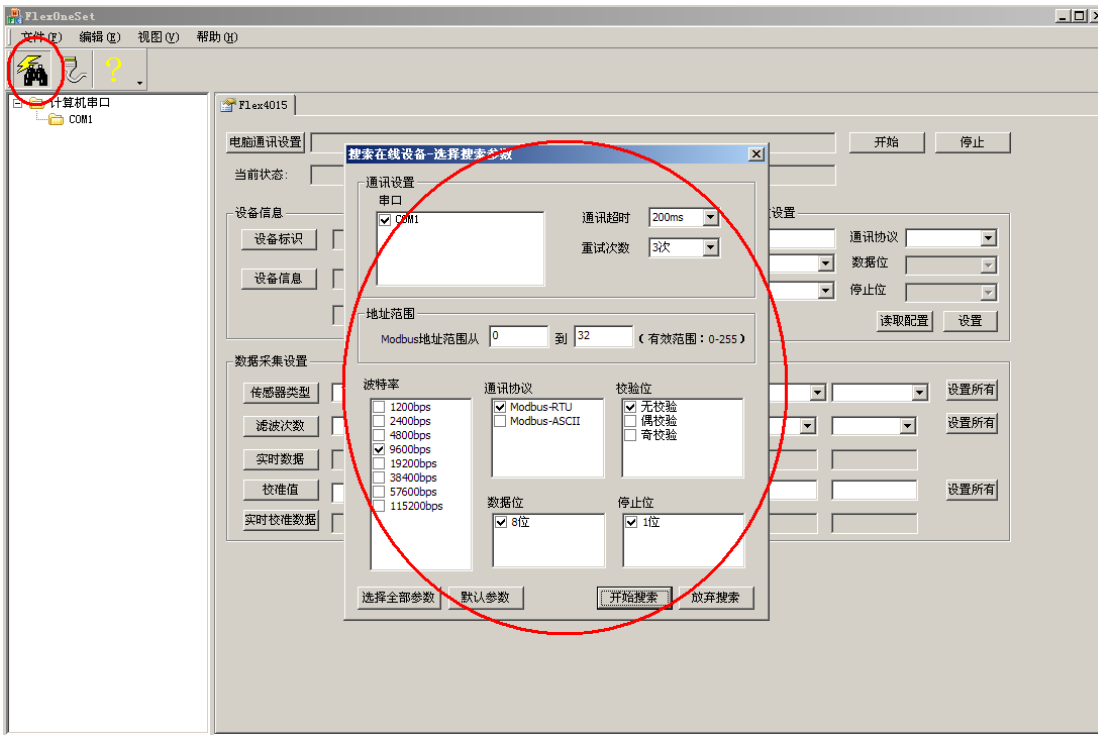 FlexOneSet
文件(F) 编辑(E) 视图(V) 帮助(H)
计算机串口
COM1
Flex4015
电脑通讯设置
开始
停止
当前状态:
设备信息
设备标识
设备信息
设置
通讯协议
数据位
停止位
读取配置
设置
数据采集设置
传感器类型
设置所有
滤波次数
设置所有
实时数据
校准值
设置所有
实时校准数据
搜索在线设备-选择搜索参数
通讯设置
串口
COM1
通讯超时 200ms
重试次数 3次
地址范围
Modbus地址范围从 0 到 32 (有效范围:0-255)
波特率
1200bps
2400bps
4800bps
9600bps
19200bps
38400bps
57600bps
115200bps
通讯协议
Modbus-RTU
Modbus-ASCII
校验位
无校验
偶校验
奇校验
数据位
8位
停止位
1位
选择全部参数
默认参数
开始搜索
放弃搜索